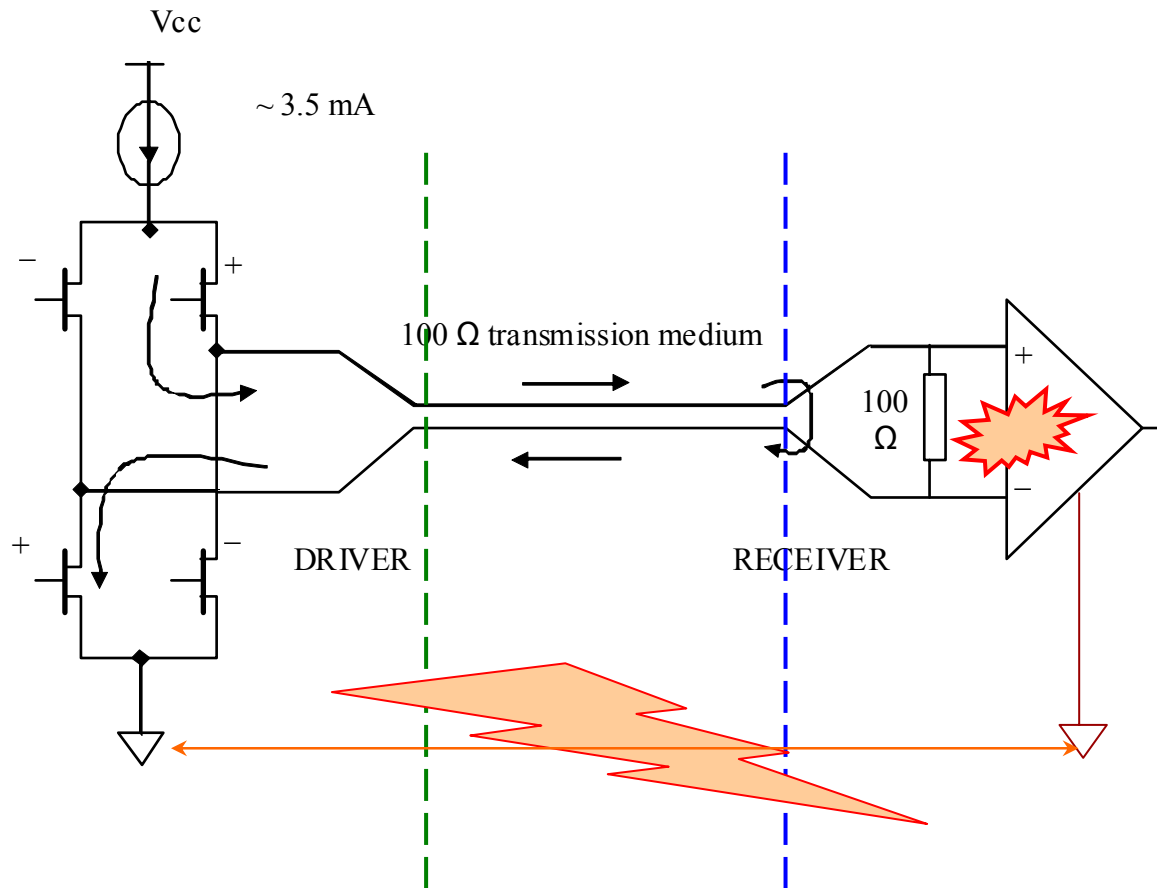 Vcc
~ 3.5 mA
−
+
100 Ω transmission medium
+
100
Ω
−
+
−
DRIVER
RECEIVER